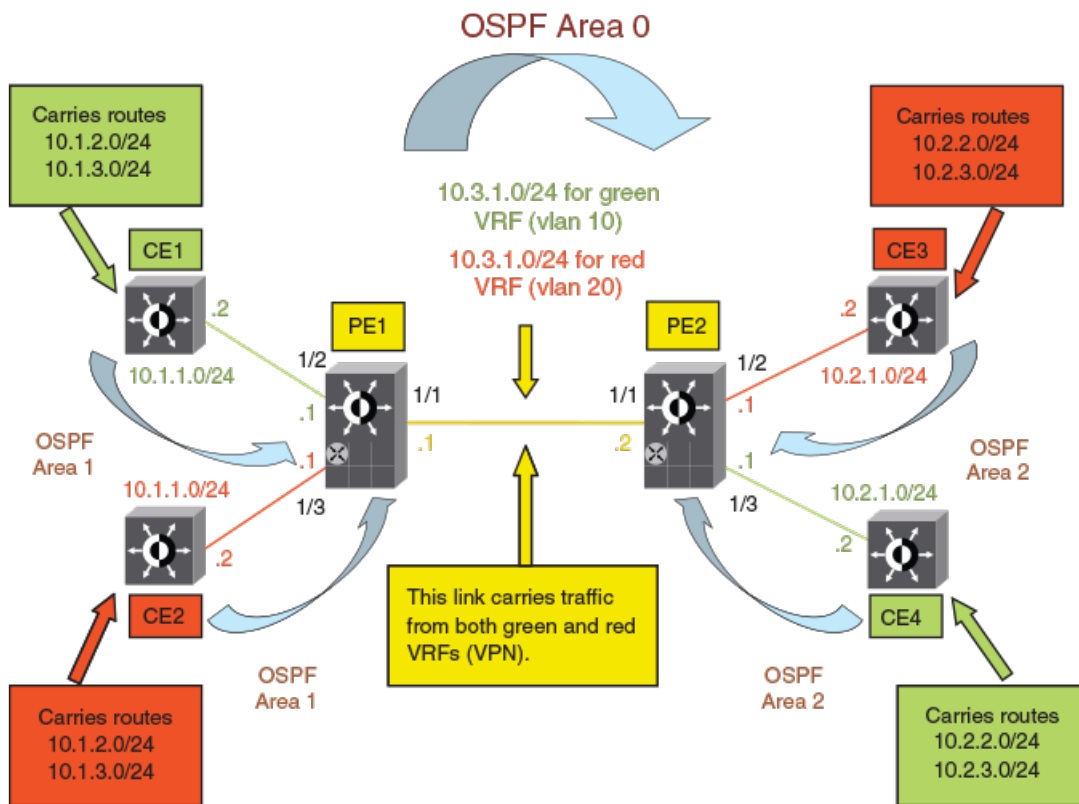 OSPF Area 0
Carries routes
10.1.2.0/24
10.1.3.0/24
Carries routes
10.2.2.0/24
10.2.3.0/24
10.3.1.0/24 for green
VRF (vlan 10)
10.3.1.0/24 for red
VRF (vlan 20)
CE1
CE3
.2
.2
PE1
PE2
1/2
1/2
10.1.1.0/24
10.2.1.0/24
1/1
1/1
.1
.1
.1
.2
OSPF
Area 1
OSPF
Area 2
.1
.1
10.1.1.0/24
10.2.1.0/24
1/3
1/3
.2
.2
This link carries traffic
from both green and red
VRFs (VPN).
CE2
CE4
OSPF
Area 1
OSPF
Area 2
Carries routes
10.1.2.0/24
10.1.3.0/24
Carries routes
10.2.2.0/24
10.2.3.0/24